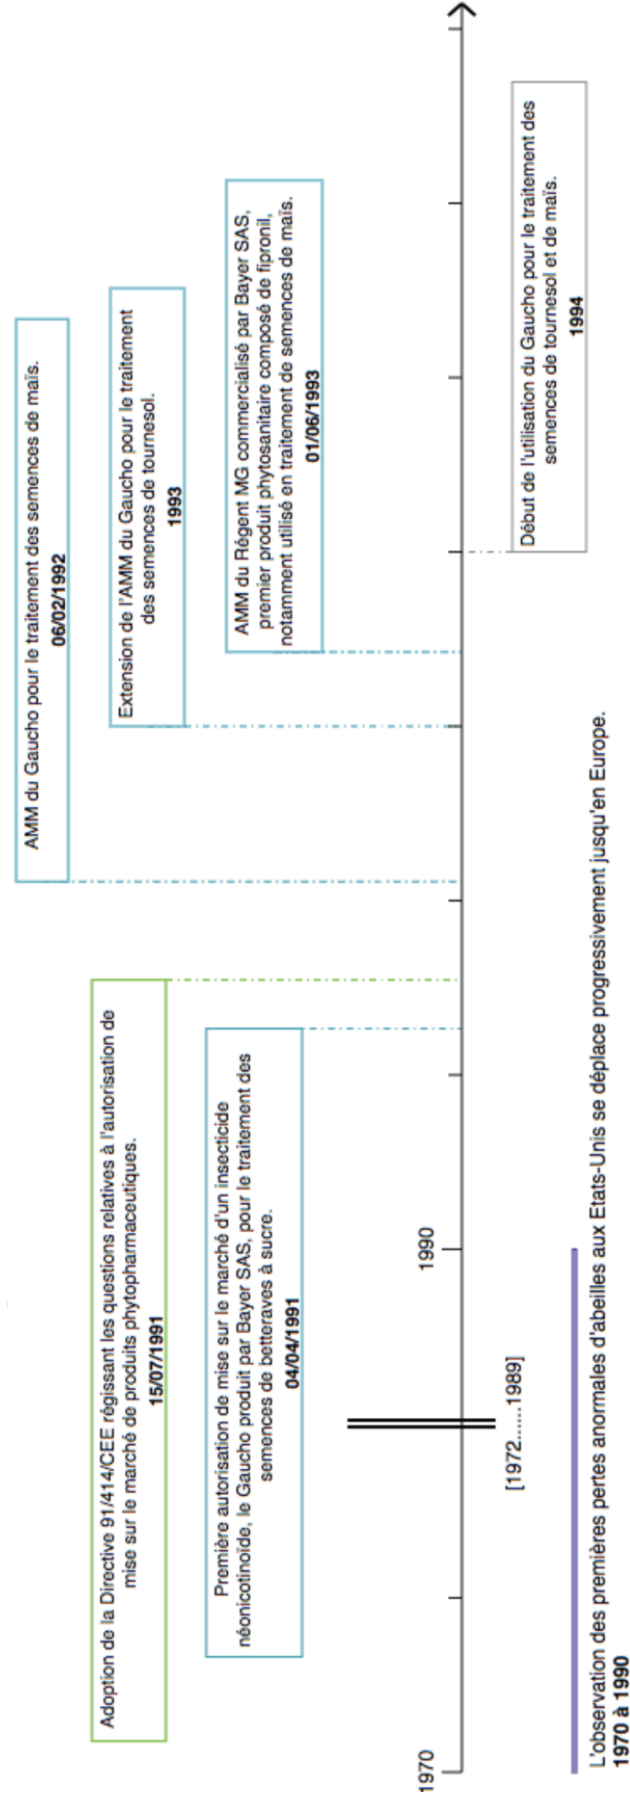 AMM du Gaucho pour le traitement des semences de maïs.
06/02/1992
Adoption de la Directive 91/414/CEE régissant les questions relatives à l'autorisation de
mise sur le marché de produits phytopharmaceutiques.
15/07/1991
Extension de l'AMM du Gaucho pour le traitement
des semences de tournesol.
1993
Première autorisation de mise sur le marché d'un insecticide
néonicotinoïde, le Gaucho produit par Bayer SAS, pour le traitement des
semences de betteraves à sucre.
04/04/1991
AMM du Régent MG commercialisé par Bayer SAS,
premier produit phytosanitaire composé de fipronil,
notamment utilisé en traitement de semences de maïs.
01/06/1993
1970
1990
[1972......1989]
Début de l'utilisation du Gaucho pour le traitement des
semences de tournesol et de maïs.
1994
L'observation des premières pertes anormales d'abeilles aux Etats-Unis se déplace progressivement jusqu'en Europe.
1970 à 1990